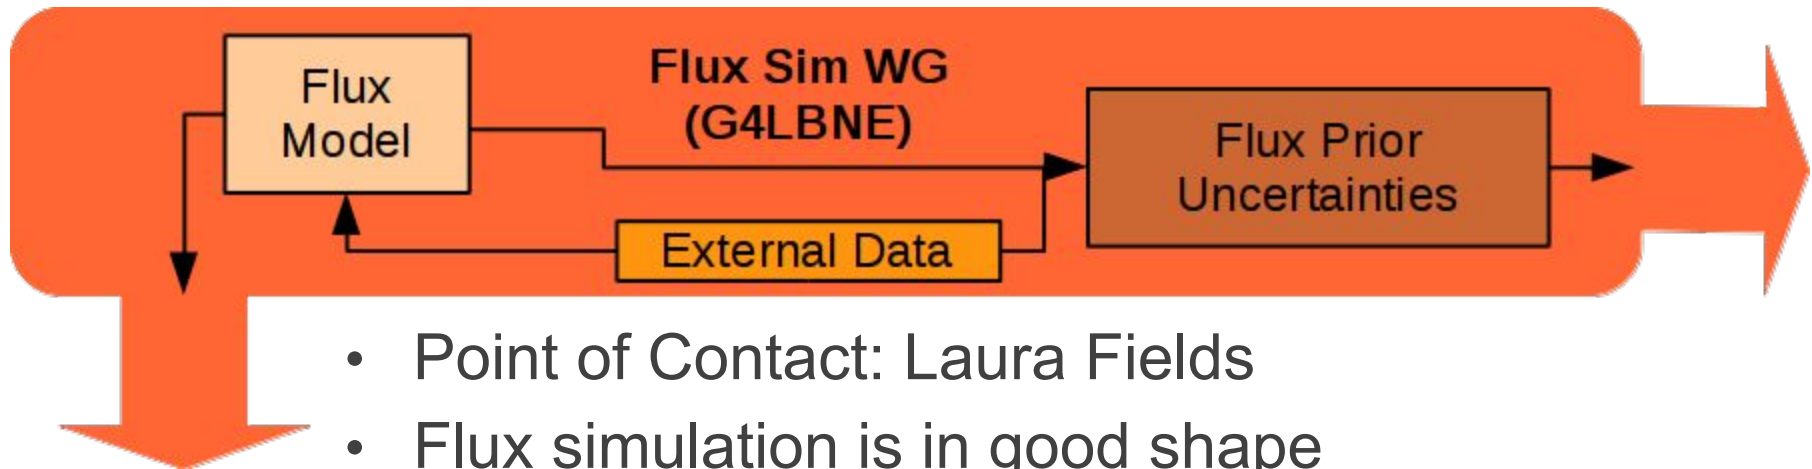 Flux
Model
Flux Sim WG
(G4LBNE)
Flux Prior
Uncertainties
External Data
• Point of Contact: Laura Fields
• Flux simulation is in good shape